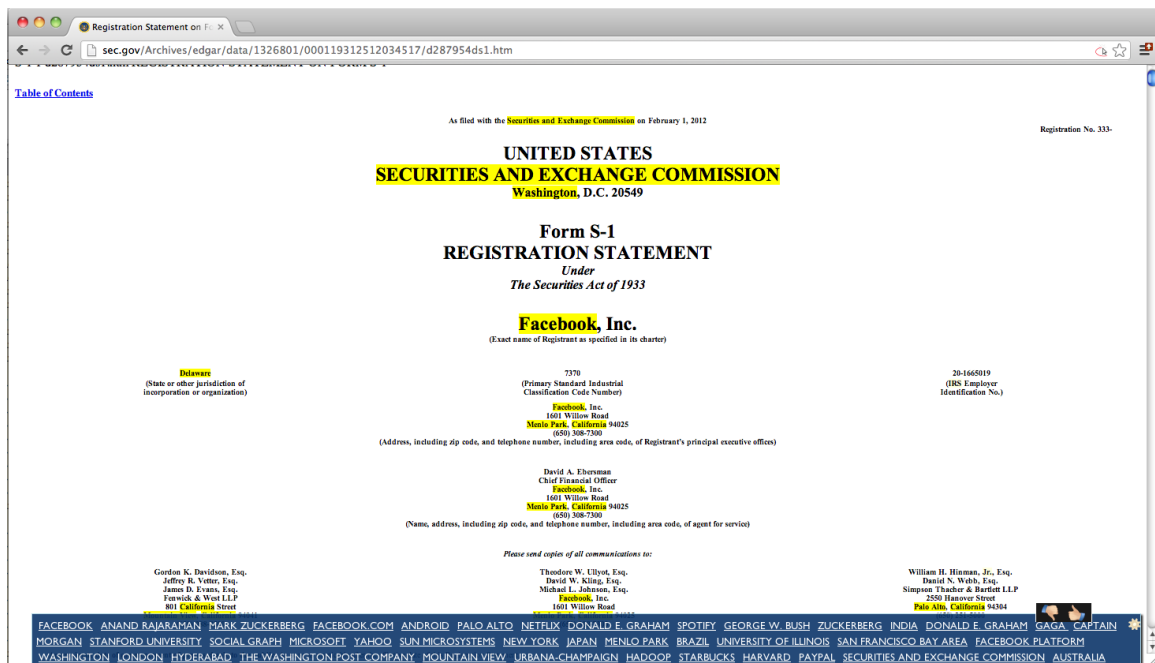 Registration Statement on Fo
sec.gov/Archives/edgar/data/1326801/000119312512034517/d287954ds1.htm
Table of Contents
As filed with the Securities and Exchange Commission on February 1, 2012
Registration No. 333-
UNITED STATES
SECURITIES AND EXCHANGE COMMISSION
Washington, D.C. 20549
Form S-1
REGISTRATION STATEMENT
Under
The Securities Act of 1933
Facebook, Inc.
(Exact name of Registrant as specified in its charter)
Delaware
(State or other jurisdiction of
incorporation or organization)
7370
(Primary Standard Industrial
Classification Code Number)
20-1665019
(IRS Employer
Identification No.)
Facebook, Inc.
1601 Willow Road
Menlo Park, California 94025
(650) 308-7300
(Address, including zip code, and telephone number, including area code, of Registrant's principal executive offices)
David A. Ebersman
Chief Financial Officer
Facebook, Inc.
1601 Willow Road
Menlo Park, California 94025
(650) 308-7300
(Name, address, including zip code, and telephone number, including area code, of agent for service)
Please send copies of all communications to:
Gordon K. Davidson, Esq.
Jeffrey R. Vetter, Esq.
James D. Evans, Esq.
Fenwick & West LLP
801 California Street
Theodore W. Ullyot, Esq.
David W. Kling, Esq.
Michael L. Johnson, Esq.
Facebook, Inc.
1601 Willow Road
William H. Hinman, Jr., Esq.
Daniel N. Webb, Esq.
Simpson Thacher & Bartlett LLP
2550 Hanover Street
Palo Alto, California 94304
FACEBOOK ANAND RAJARAMAN MARK ZUCKERBERG FACEBOOK.COM ANDROID PALO ALTO NETFLIX DONALD E. GRAHAM SPOTIFY GEORGE W. BUSH ZUCKERBERG INDIA DONALD E. GRAHAM GAGA CAPTAIN
MORGAN STANFORD UNIVERSITY SOCIAL GRAPH MICROSOFT YAHOO SUN MICROSYSTEMS NEW YORK JAPAN MENLO PARK BRAZIL UNIVERSITY OF ILLINOIS SAN FRANCISCO BAY AREA FACEBOOK PLATFORM
WASHINGTON LONDON HYDERABAD THE WASHINGTON POST COMPANY MOUNTAIN VIEW URBANA-CHAMPAIGN HADOOP STARBUCKS HARVARD PAYPAL SECURITIES AND EXCHANGE COMMISSION AUSTRALIA